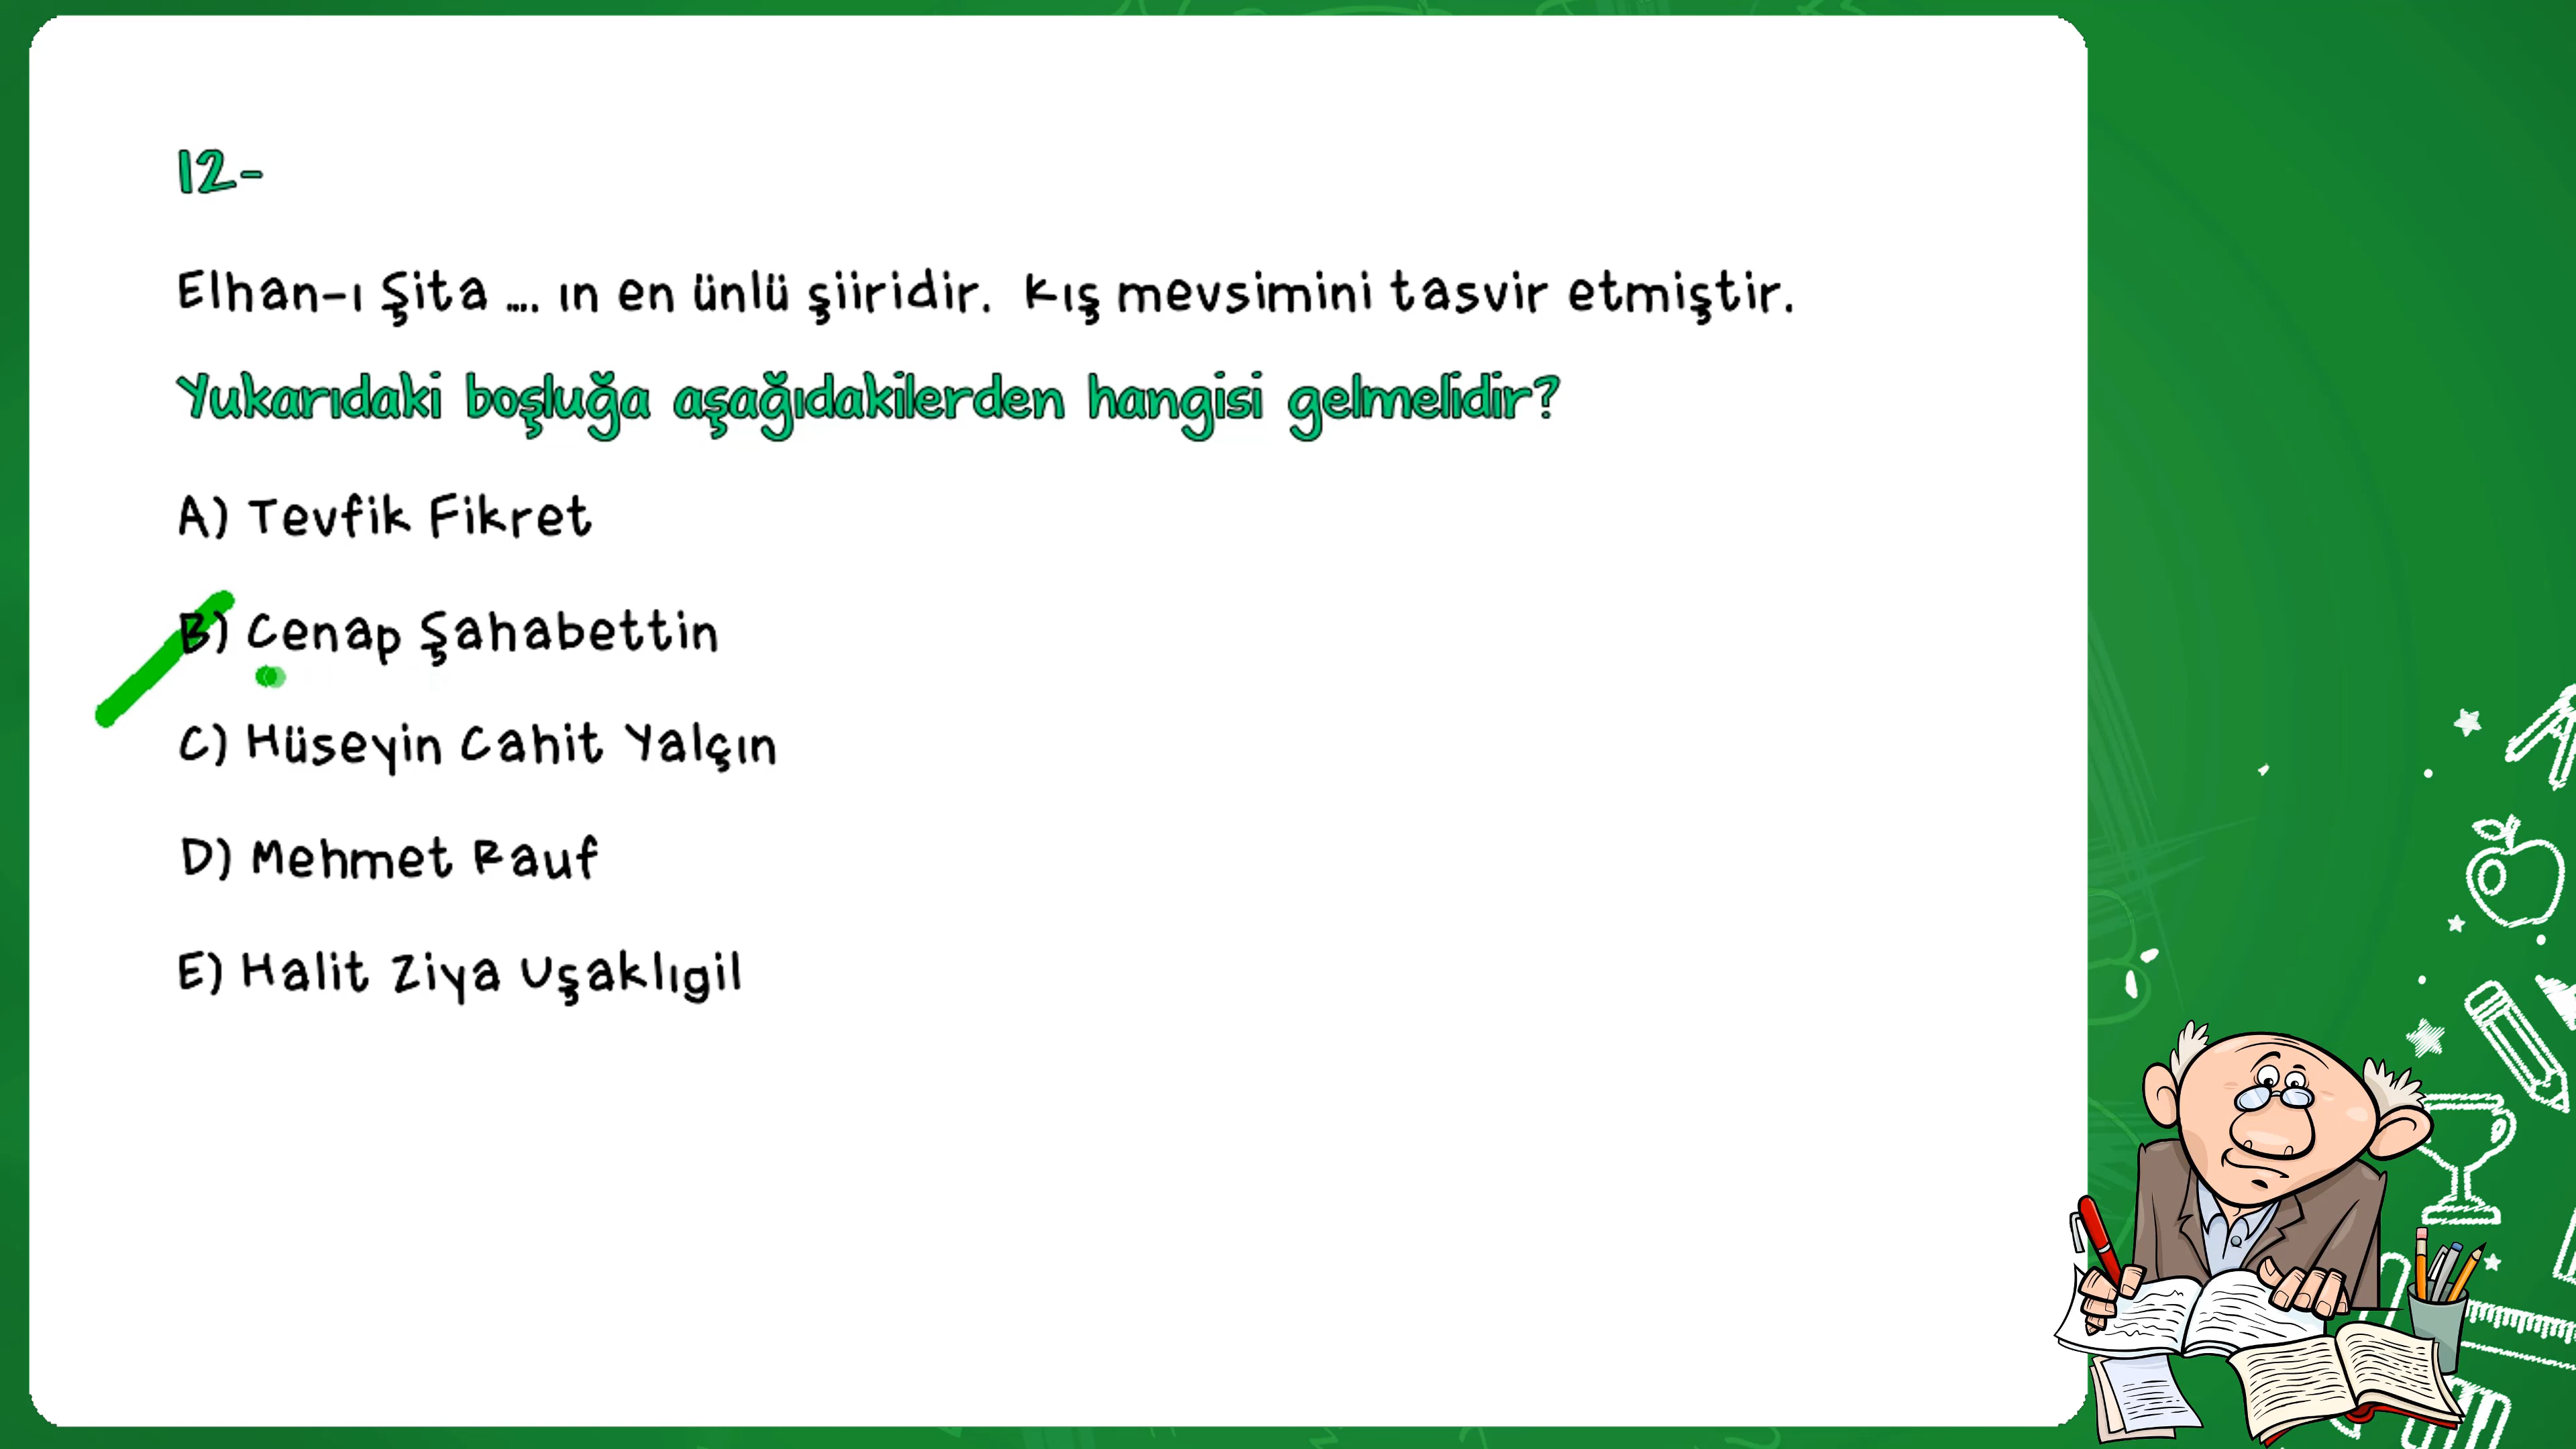 12-
Elhan-ı Şita .... ın en ünlü şiiridir. Kış mevsimini tasvir etmiştir.
Yukarıdaki boşluğa aşağıdakilerden hangisi gelmelidir?
A) Tevfik Fikret
B) Cenap Şahabettin
C) Hüseyin Cahit Yalçın
D) Mehmet Rauf
E) Halit Ziya Uşaklıgil